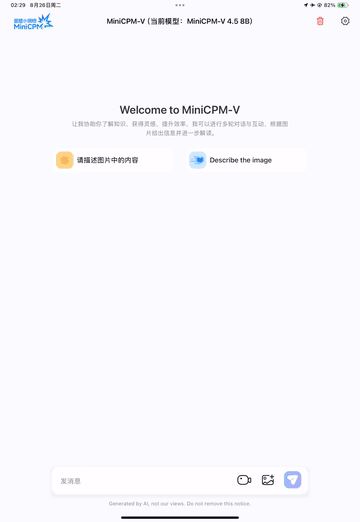 02:29 8月26日周二
82%
面壁小钢炮
MiniCPM
MiniCPM-V (当前模型：MiniCPM-V 4.5 8B)
Welcome to MiniCPM-V
让我协助你了解知识、获得灵感、提升效率，我可以进行多轮对话与互动，根据图
片给出信息并进一步解读。
请描述图片中的内容
Describe the image
发消息
Generated by AI, not our views. Do not remove this notice.